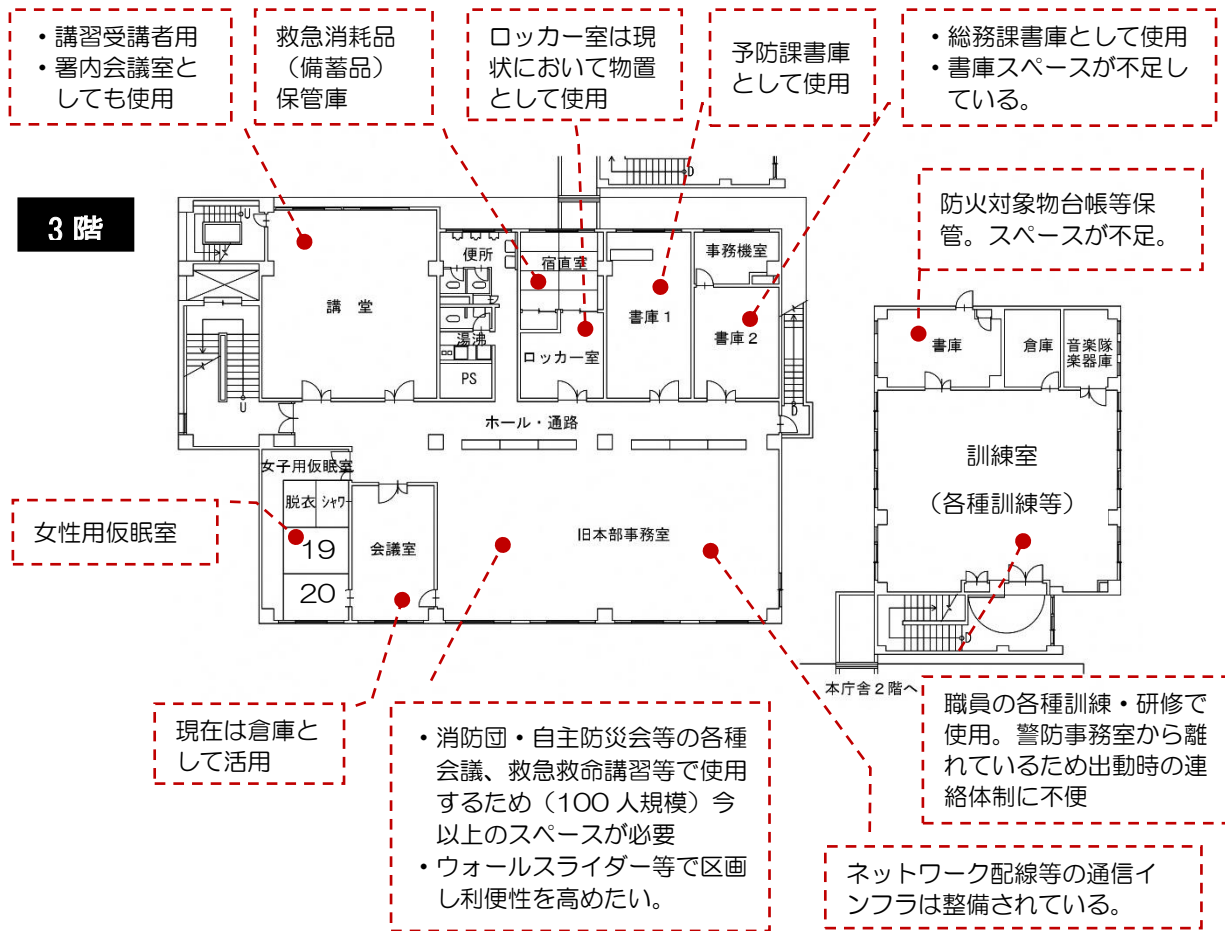 ・講習受講者用
・署内会議室と
しても使用
救急消耗品
（備蓄品）
保管庫
ロッカー室は現
状において物置
として使用
予防課書庫
として使用
・総務課書庫として使用
・書庫スペースが不足し
ている。
防火対象物台帳等保
管。スペースが不足。
3階
D
U
便所
宿直室
事務機室
講堂
書庫１
書庫２
湯沸
ロッカー室
PS
U
D
書庫
倉庫
音楽隊
楽器庫
ホール・通路
訓練室
（各種訓練等）
女子用仮眠室
脱衣
シャワー
19
20
会議室
旧本部事務室
女性用仮眠室
D
本庁舎２階へ
現在は倉庫と
して活用
・消防団・自主防災会等の各種
会議、救急救命講習等で使用
するため（100 人規模）今
以上のスペースが必要
・ウォールスライダー等で区画
し利便性を高めたい。
職員の各種訓練・研修で
使用。警防事務室から離
れているため出動時の連
絡体制に不便
ネットワーク配線等の通信イ
ンフラは整備されている。